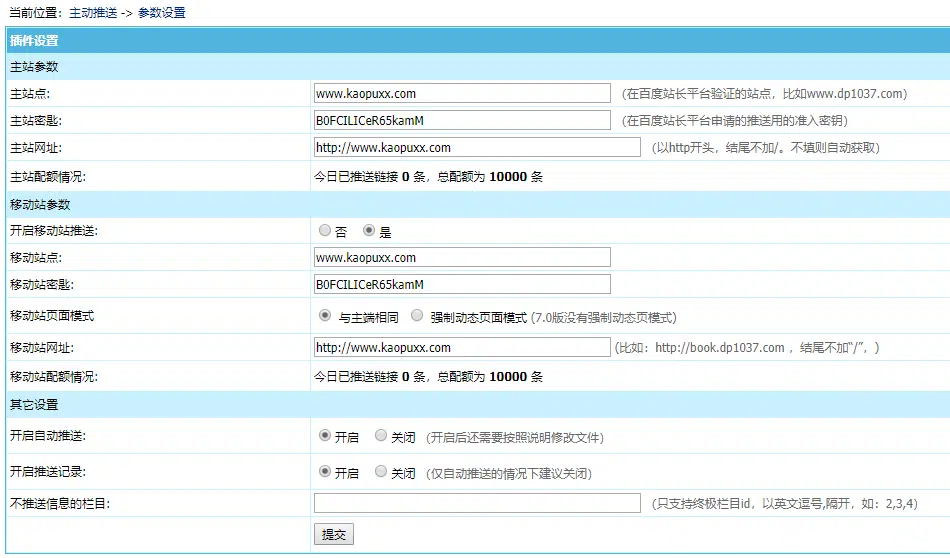 当前位置：主动推送 -> 参数设置
插件设置
主站参数
主站点: www.kaopuxx.com (在百度站长平台验证的站点，比如www.dp1037.com)
主站密匙: B0FCILICeR65kamM (在百度站长平台申请的推送用的准入密钥)
主站网址: http://www.kaopuxx.com (以http开头，结尾不加/。不填则自动获取)
主站配额情况: 今日已推送链接 0 条，总配额为 10000 条
移动站参数
开启移动站推送: 否 是
移动站点: www.kaopuxx.com
移动站密匙: B0FCILICeR65kamM
移动站页面模式 与主端相同 强制动态页面模式 (7.0版没有强制动态页模式)
移动站网址: http://www.kaopuxx.com (比如：http://book.dp1037.com ，结尾不加“/”，)
移动站配额情况: 今日已推送链接 0 条，总配额为 10000 条
其它设置
开启自动推送: 开启 关闭 (开启后还需要按照说明修改文件)
开启推送记录: 开启 关闭 (仅自动推送的情况下建议关闭)
不推送信息的栏目: (只支持终极栏目id，以英文逗号,隔开，如：2,3,4)
提交